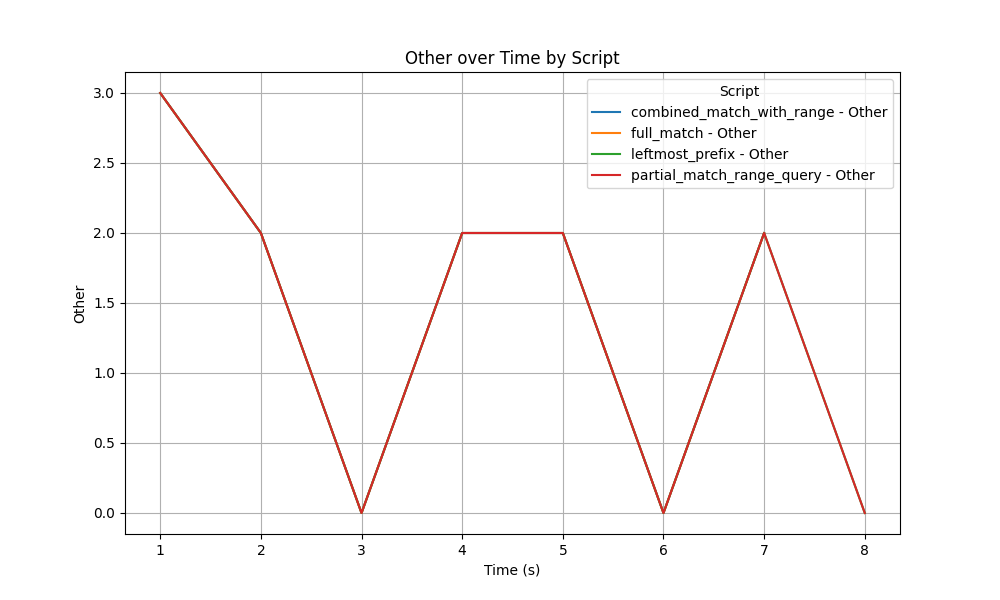 Other over Time by Script
Script
combined_match_with_range - Other
full_match - Other
leftmost_prefix - Other
partial_match_range_query - Other
3.0
2.5
2.0
1.5
1.0
0.5
0.0
Other
1 2 3 4 5 6 7 8
Time (s)